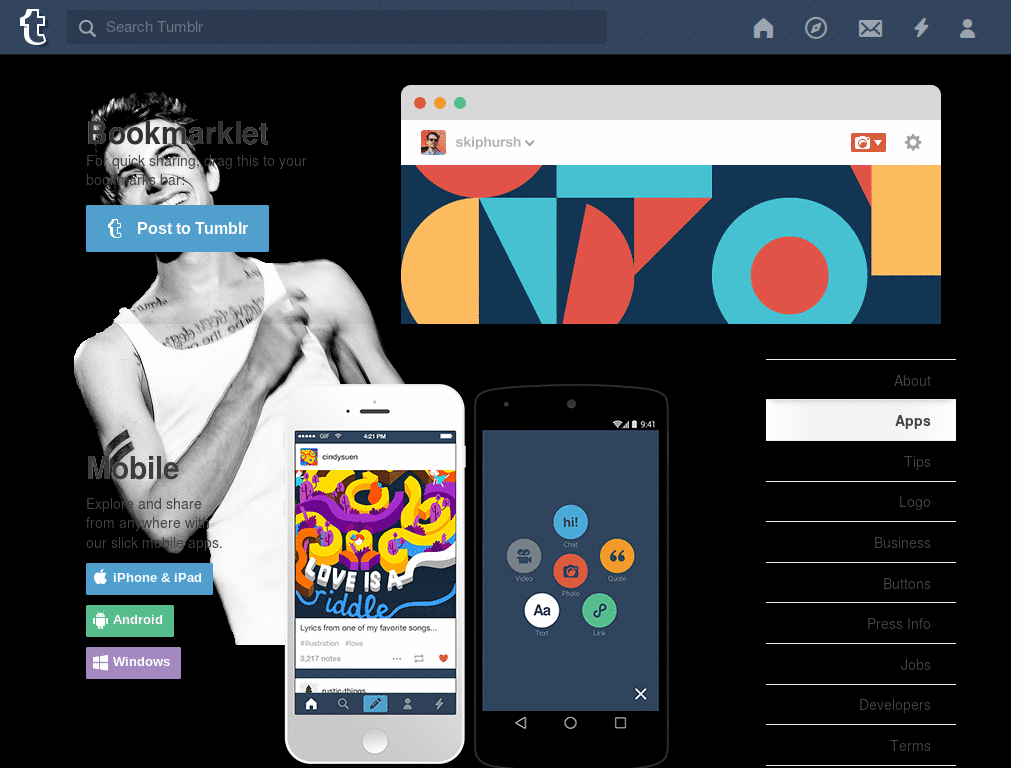 Search Tumblr
Bookmarklet
For quick sharing, drag this to your
bookmarks bar:
Post to Tumblr
skiphursh
Mobile
Explore and share
from anywhere with
our slick mobile apps.
iPhone & iPad
Android
Windows
GIF
4:21 PM
cindysuen
LOVE IS A
riddle
Lyrics from one of my favorite songs...
#illustration #love
3,217 notes
rustic-things
9:41
hi!
Chat
Video
Photo
Quote
Aa
Text
Link
About
Apps
Tips
Logo
Business
Buttons
Press Info
Jobs
Developers
Terms